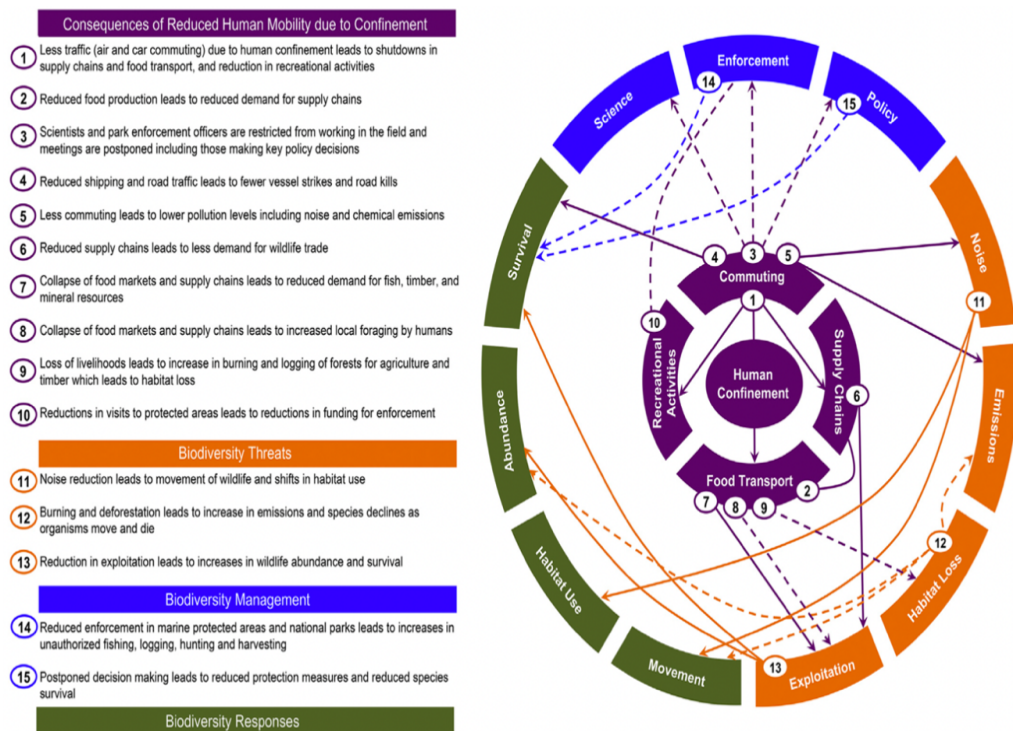 Consequences of Reduced Human Mobility due to Confinement
1 Less traffic (air and car commuting) due to human confinement leads to shutdowns in
supply chains and food transport, and reduction in recreational activities
2 Reduced food production leads to reduced demand for supply chains
3 Scientists and park enforcement officers are restricted from working in the field and
meetings are postponed including those making key policy decisions
4 Reduced shipping and road traffic leads to fewer vessel strikes and road kills
5 Less commuting leads to lower pollution levels including noise and chemical emissions
6 Reduced supply chains leads to less demand for wildlife trade
7 Collapse of food markets and supply chains leads to reduced demand for fish, timber, and
mineral resources
8 Collapse of food markets and supply chains leads to increased local foraging by humans
9 Loss of livelihoods leads to increase in burning and logging of forests for agriculture and
timber which leads to habitat loss
10 Reductions in visits to protected areas leads to reductions in funding for enforcement
Biodiversity Threats
11 Noise reduction leads to movement of wildlife and shifts in habitat use
12 Burning and deforestation leads to increase in emissions and species declines as
organisms move and die
13 Reduction in exploitation leads to increases in wildlife abundance and survival
Biodiversity Management
14 Reduced enforcement in marine protected areas and national parks leads to increases in
unauthorized fishing, logging, hunting and harvesting
15 Postponed decision making leads to reduced protection measures and reduced species
survival
Biodiversity Responses
Science
Enforcement
14
Policy
15
Survival
Noise
11
4
3
5
Commuting
1
10
Recreational
Activities
Human
Confinement
Supply Chains
6
Food Transport
2
7
8
9
Abundance
Emissions
Habitat Use
12
Habitat Loss
Movement
13
Exploitation